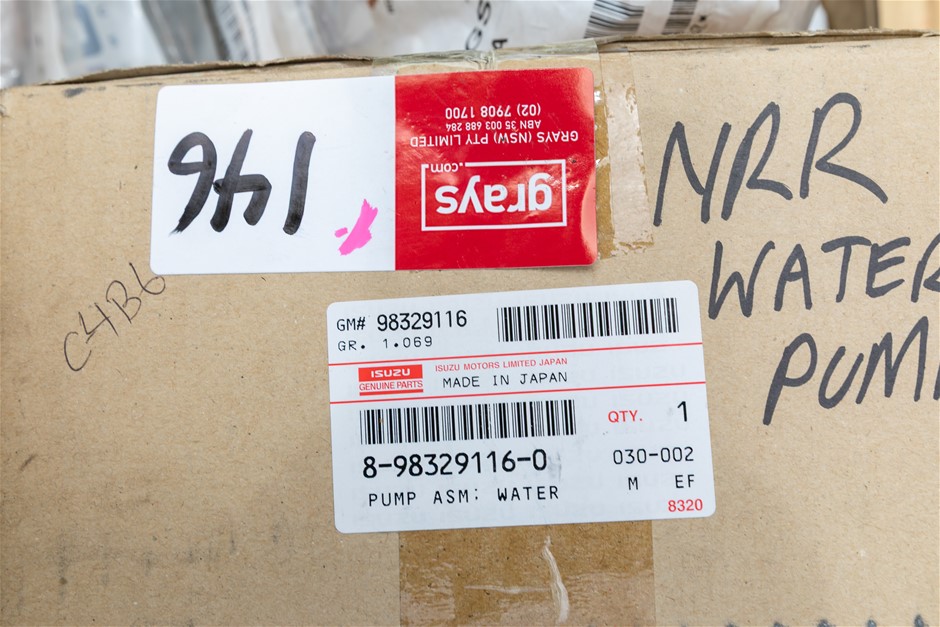 146
grays
.com
GRAYS (NSW) PTY LIMITED
ABN 35 003 688 284
(02) 7908 1700
NRR
WATER
PUM
C4B6
GM# 98329116
GR. 1.069
ISUZU
GENUINE PARTS
ISUZU MOTORS LIMITED JAPAN
MADE IN JAPAN
QTY. 1
8-98329116-0
030-002
PUMP ASM; WATER
M EF
8320